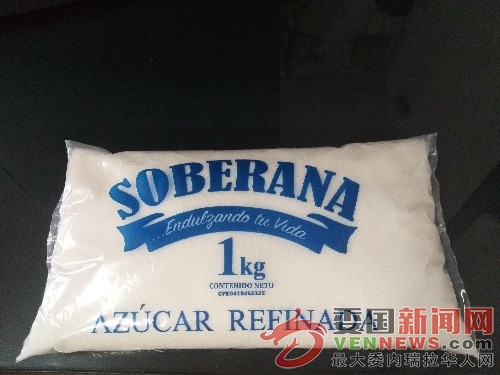 SOBERANA
...Endulzando tu Vida
1kg
CONTENIDO NETO
AZÚCAR REFINADA
委国新闻网
VENNEWS.COM
最大委内瑞拉华人网